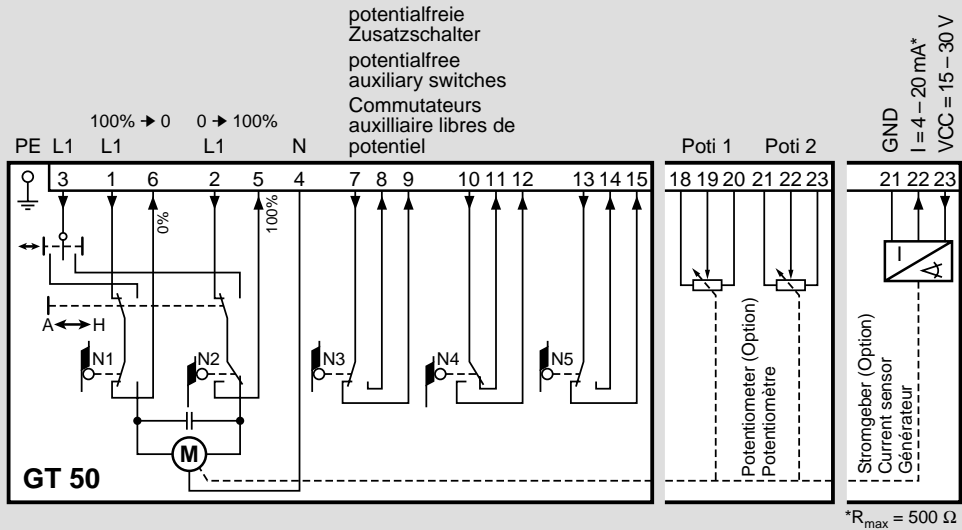 potentialfreie
Zusatzschalter
potentialfree
auxiliary switches
Commutateurs
auxilliaire libres de
potentiel
100% → 0
0 → 100%
PE L1 L1 L1 N
Poti 1 Poti 2
GND
I = 4 – 20 mA*
VCC = 15 – 30 V
3 1 6 2 5 4 7 8 9 10 11 12 13 14 15
18 19 20 21 22 23
21 22 23
0%
100%
A H
N1 N2 N3 N4 N5
M
GT 50
Potentiometer (Option)
Potentiomètre
Stromgeber (Option)
Current sensor
Générateur
I
A
*Rmax = 500 Ω